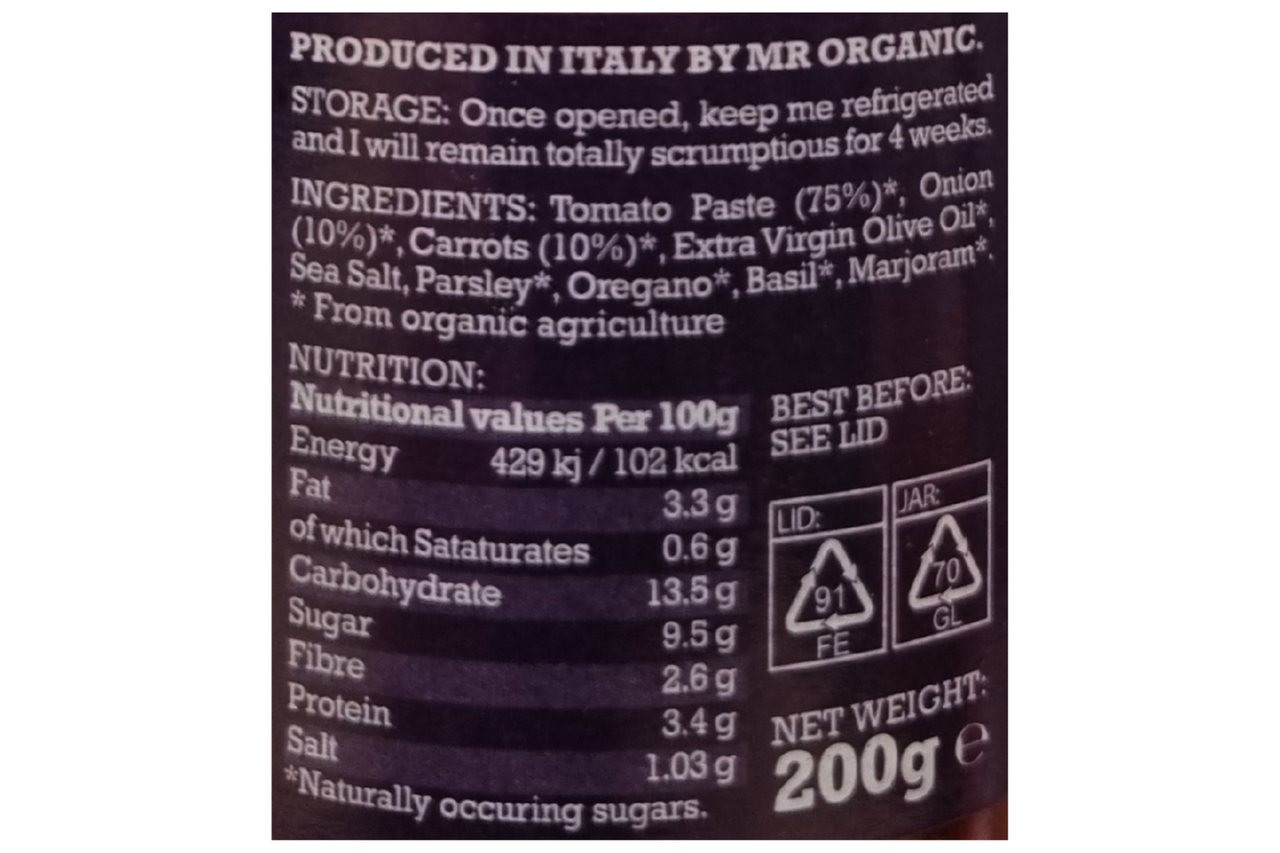 PRODUCED IN ITALY BY MR ORGANIC.
STORAGE: Once opened, keep me refrigerated
and I will remain totally scrumptious for 4 weeks.
INGREDIENTS: Tomato Paste (75%)*, Onion
(10%)*, Carrots (10%)*, Extra Virgin Olive Oil*,
Sea Salt, Parsley*, Oregano*, Basil*, Marjoram*.
* From organic agriculture
NUTRITION:
Nutritional values Per 100g
Energy 429 kj / 102 kcal
Fat 3.3 g
of which Sataturates 0.6 g
Carbohydrate 13.5 g
Sugar 9.5 g
Fibre 2.6 g
Protein 3.4 g
Salt 1.03 g
*Naturally occuring sugars.
BEST BEFORE:
SEE LID
LID:
91
FE
JAR:
70
GL
NET WEIGHT:
200g e